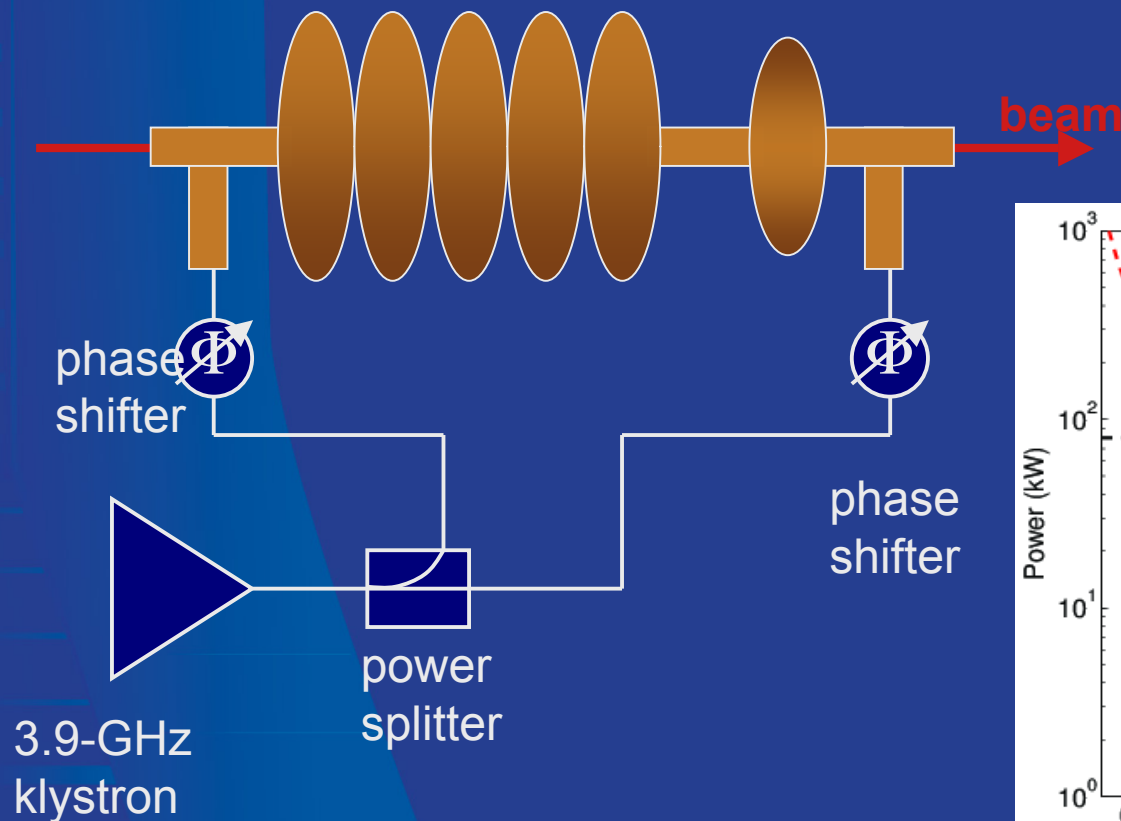 beam
Φ
Φ
phase
shifter
phase
shifter
power
splitter
3.9-GHz
klystron
10³
10²
10¹
10⁰
Power (kW)